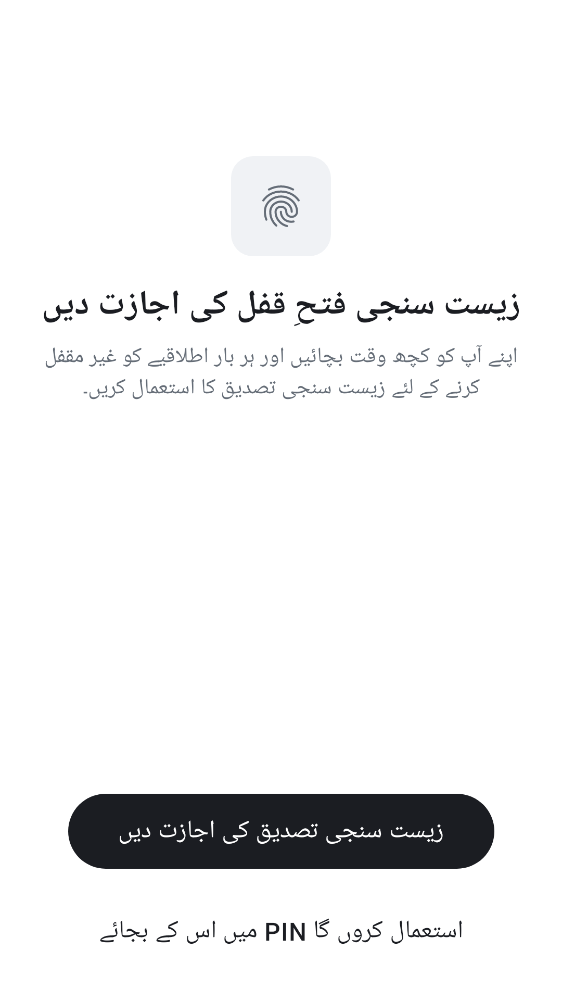 زیست سنجی فتحِ قفل کی اجازت دیں
اپنے آپ کو کچھ وقت بچائیں اور ہر بار اطلاقیے کو غیر مقفل
کرنے کے لئے زیست سنجی تصدیق کا استعمال کریں۔
زیست سنجی تصدیق کی اجازت دیں
میں اس کے بجائے PIN استعمال کروں گا